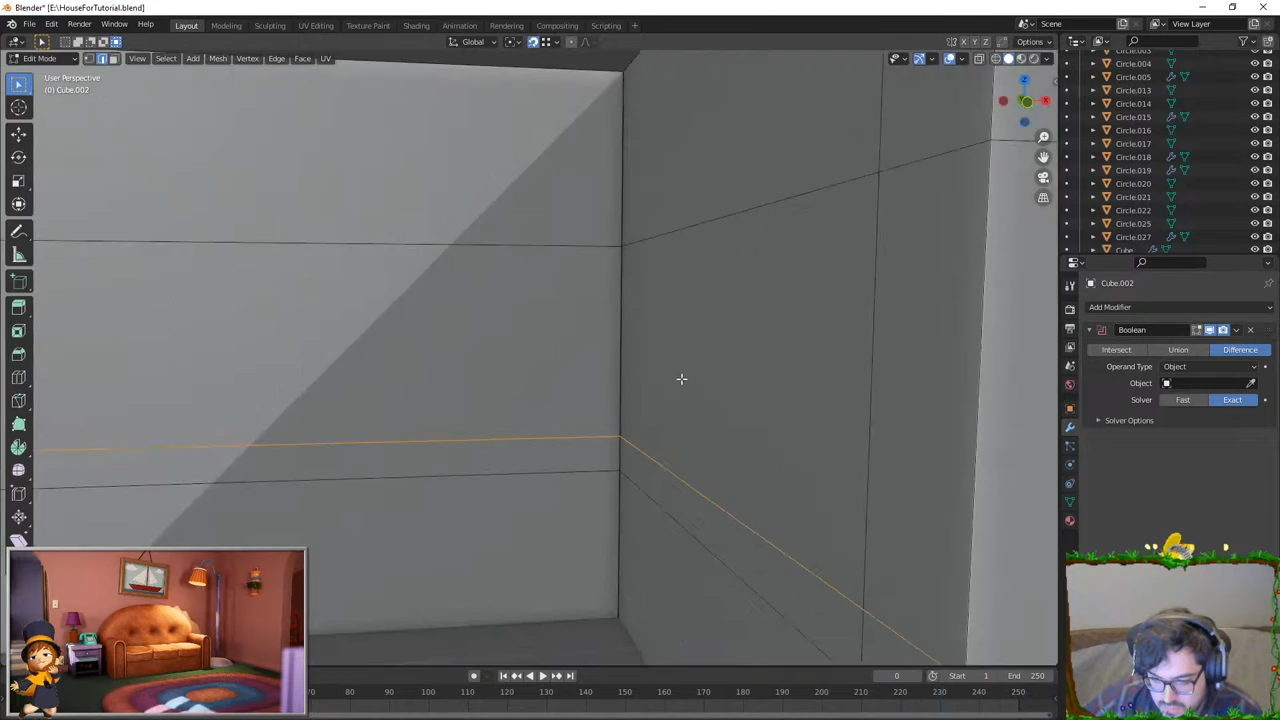 Blender* [E:\HouseForTutorial.blend]
File Edit Render Window Help Layout Modeling Sculpting UV Editing Texture Paint Shading Animation Rendering Compositing Scripting Scene View Layer
Global X Y Z Options
Edit Mode View Select Add Mesh Vertex Edge Face UV
User Perspective
(0) Cube.002
Z
X
Circle.003
Circle.004
Circle.005
Circle.013
Circle.014
Circle.015
Circle.016
Circle.017
Circle.018
Circle.019
Circle.020
Circle.021
Circle.022
Circle.025
Circle.027
Cube
Cube.002
Add Modifier
Boolean
Intersect Union Difference
Operand Type Object
Object
Solver Fast Exact
Solver Options
0 Start 1 End 250
70 80 90 100 110 120 130 140 150 160 170 180 190 200 210 220 230 240 250